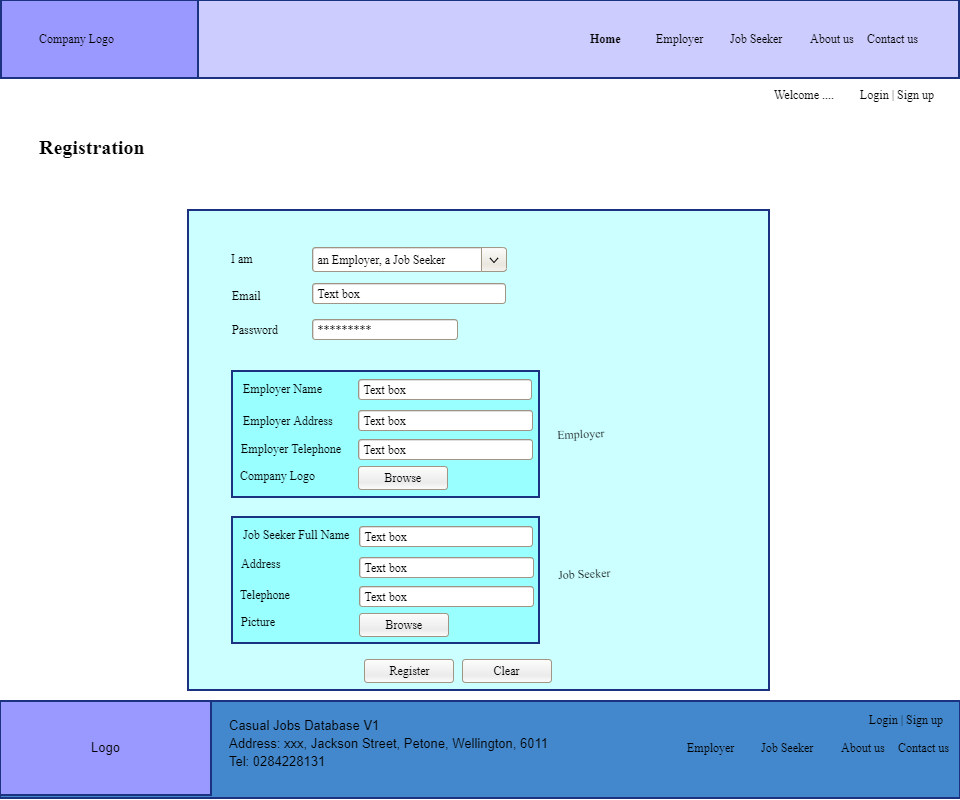 Company Logo
Home Employer Job Seeker About us Contact us
Welcome .... Login | Sign up
Registration
I am an Employer, a Job Seeker
Email Text box
Password *********
Employer Name Text box
Employer Address Text box
Employer
Employer Telephone Text box
Company Logo Browse
Job Seeker Full Name Text box
Address Text box
Job Seeker
Telephone Text box
Picture Browse
Register Clear
Logo
Casual Jobs Database V1
Address: xxx, Jackson Street, Petone, Wellington, 6011
Tel: 0284228131
Login | Sign up
Employer Job Seeker About us Contact us